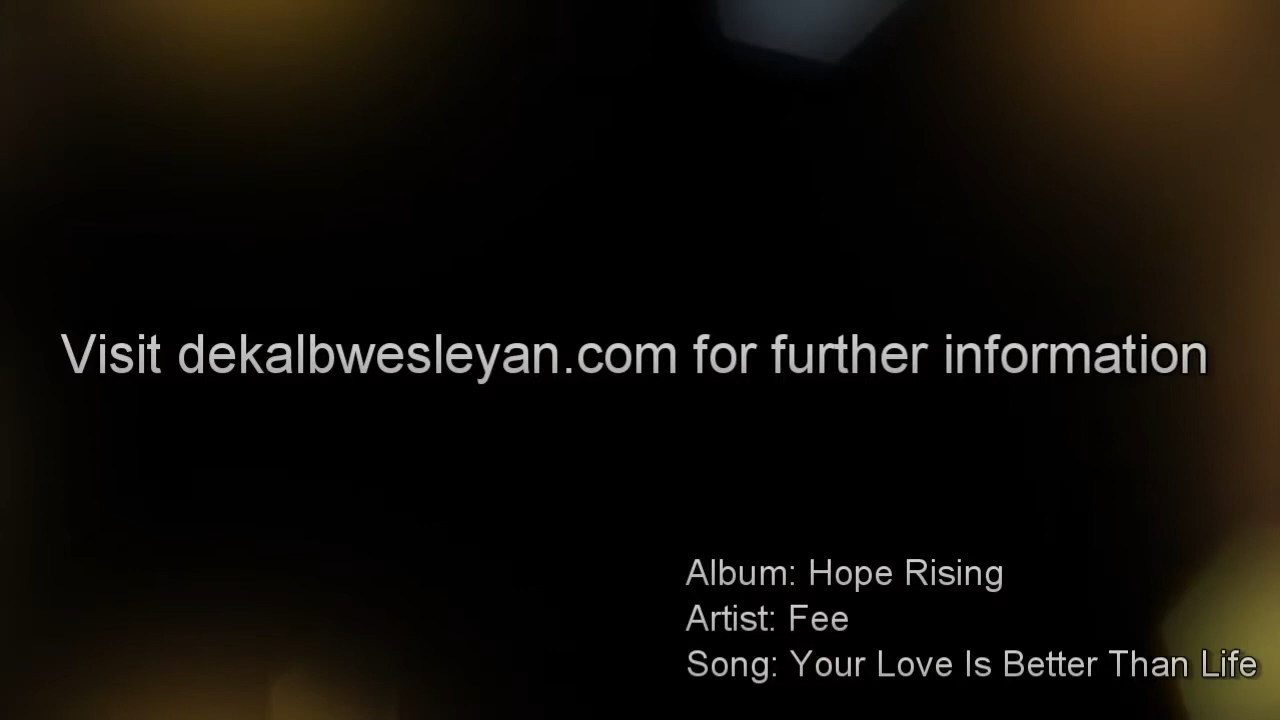 Visit dekalbwesleyan.com for further information
Album: Hope Rising
Artist: Fee
Song: Your Love Is Better Than Life